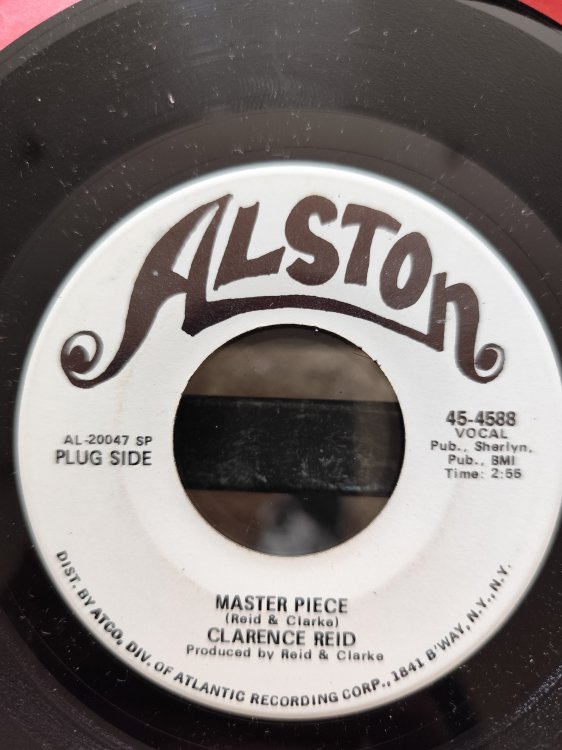 ALSTON
AL-20047 SP
PLUG SIDE
45-4588
VOCAL
Pub., Sherlyn,
Pub., BMI
Time: 2:55
MASTER PIECE
(Reid & Clarke)
CLARENCE REID
Produced by Reid & Clarke
DIST. BY ATCO, DIV. OF ATLANTIC RECORDING CORP., 1841 B'WAY, N.Y., N.Y.